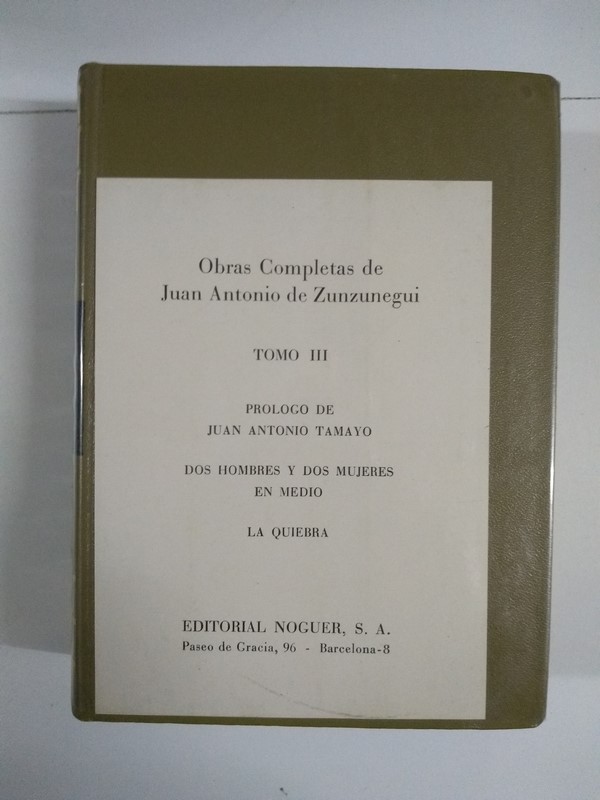 Obras Completas de
Juan Antonio de Zunzunegui
TOMO III
PROLOGO DE
JUAN ANTONIO TAMAYO
DOS HOMBRES Y DOS MUJERES
EN MEDIO
LA QUIEBRA
EDITORIAL NOGUER, S. A.
Paseo de Gracia, 96 - Barcelona-8